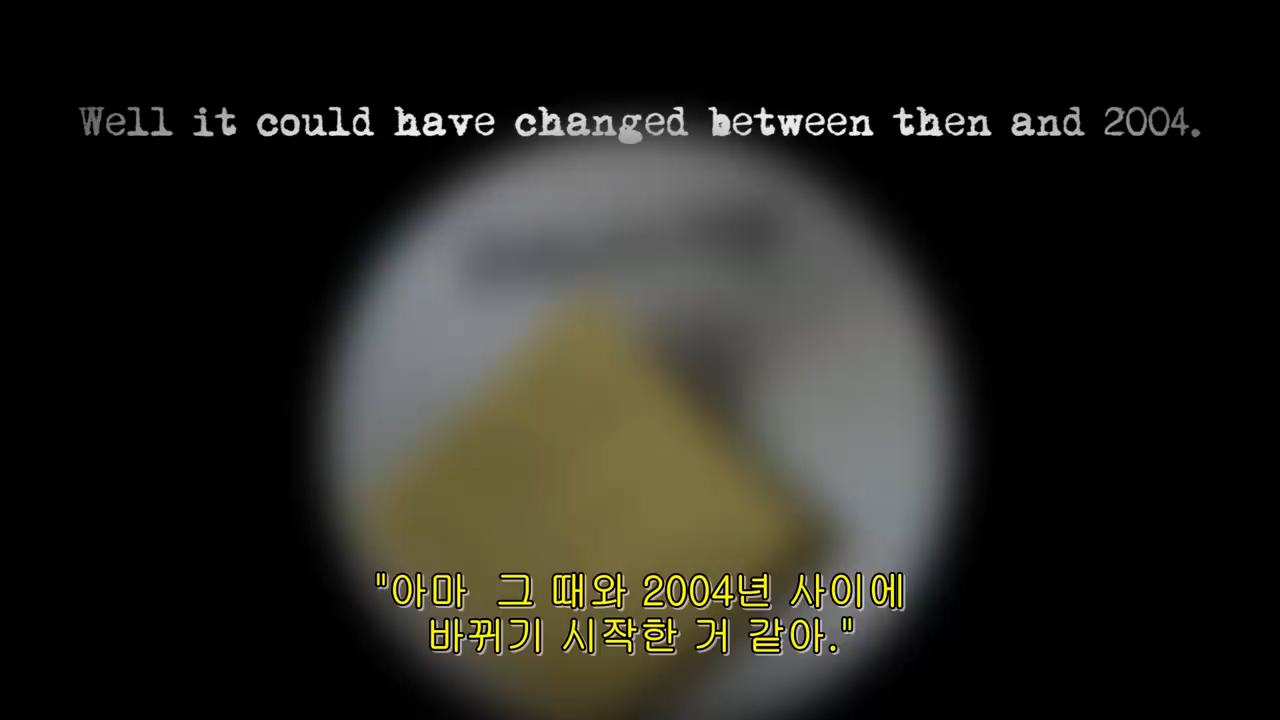 Well it could have changed between then and 2004.
"아마 그 때와 2004년 사이에
바뀌기 시작한 거 같아."